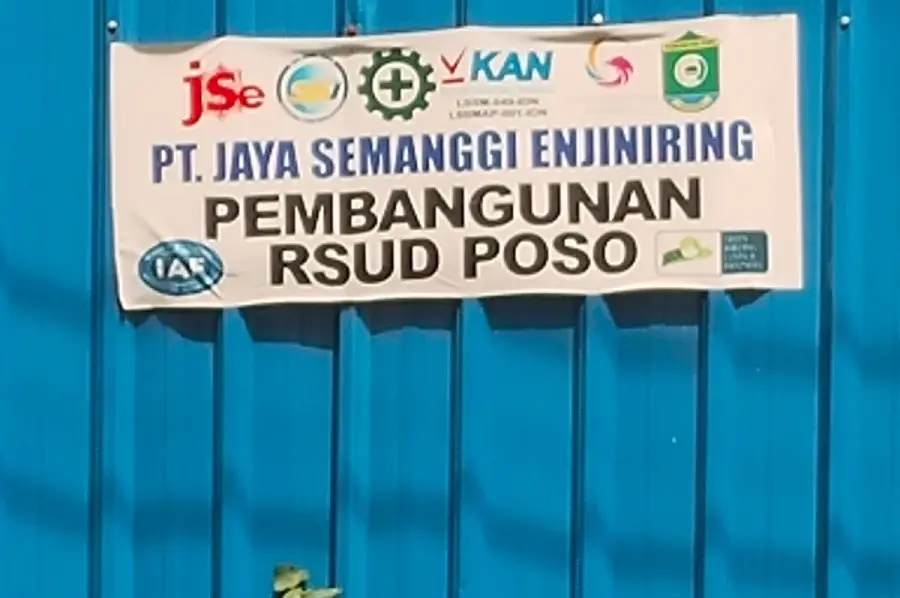 jse
KAN
PT. JAYA SEMANGGI ENJINIRING
PEMBANGUNAN
RSUD POSO
IAF